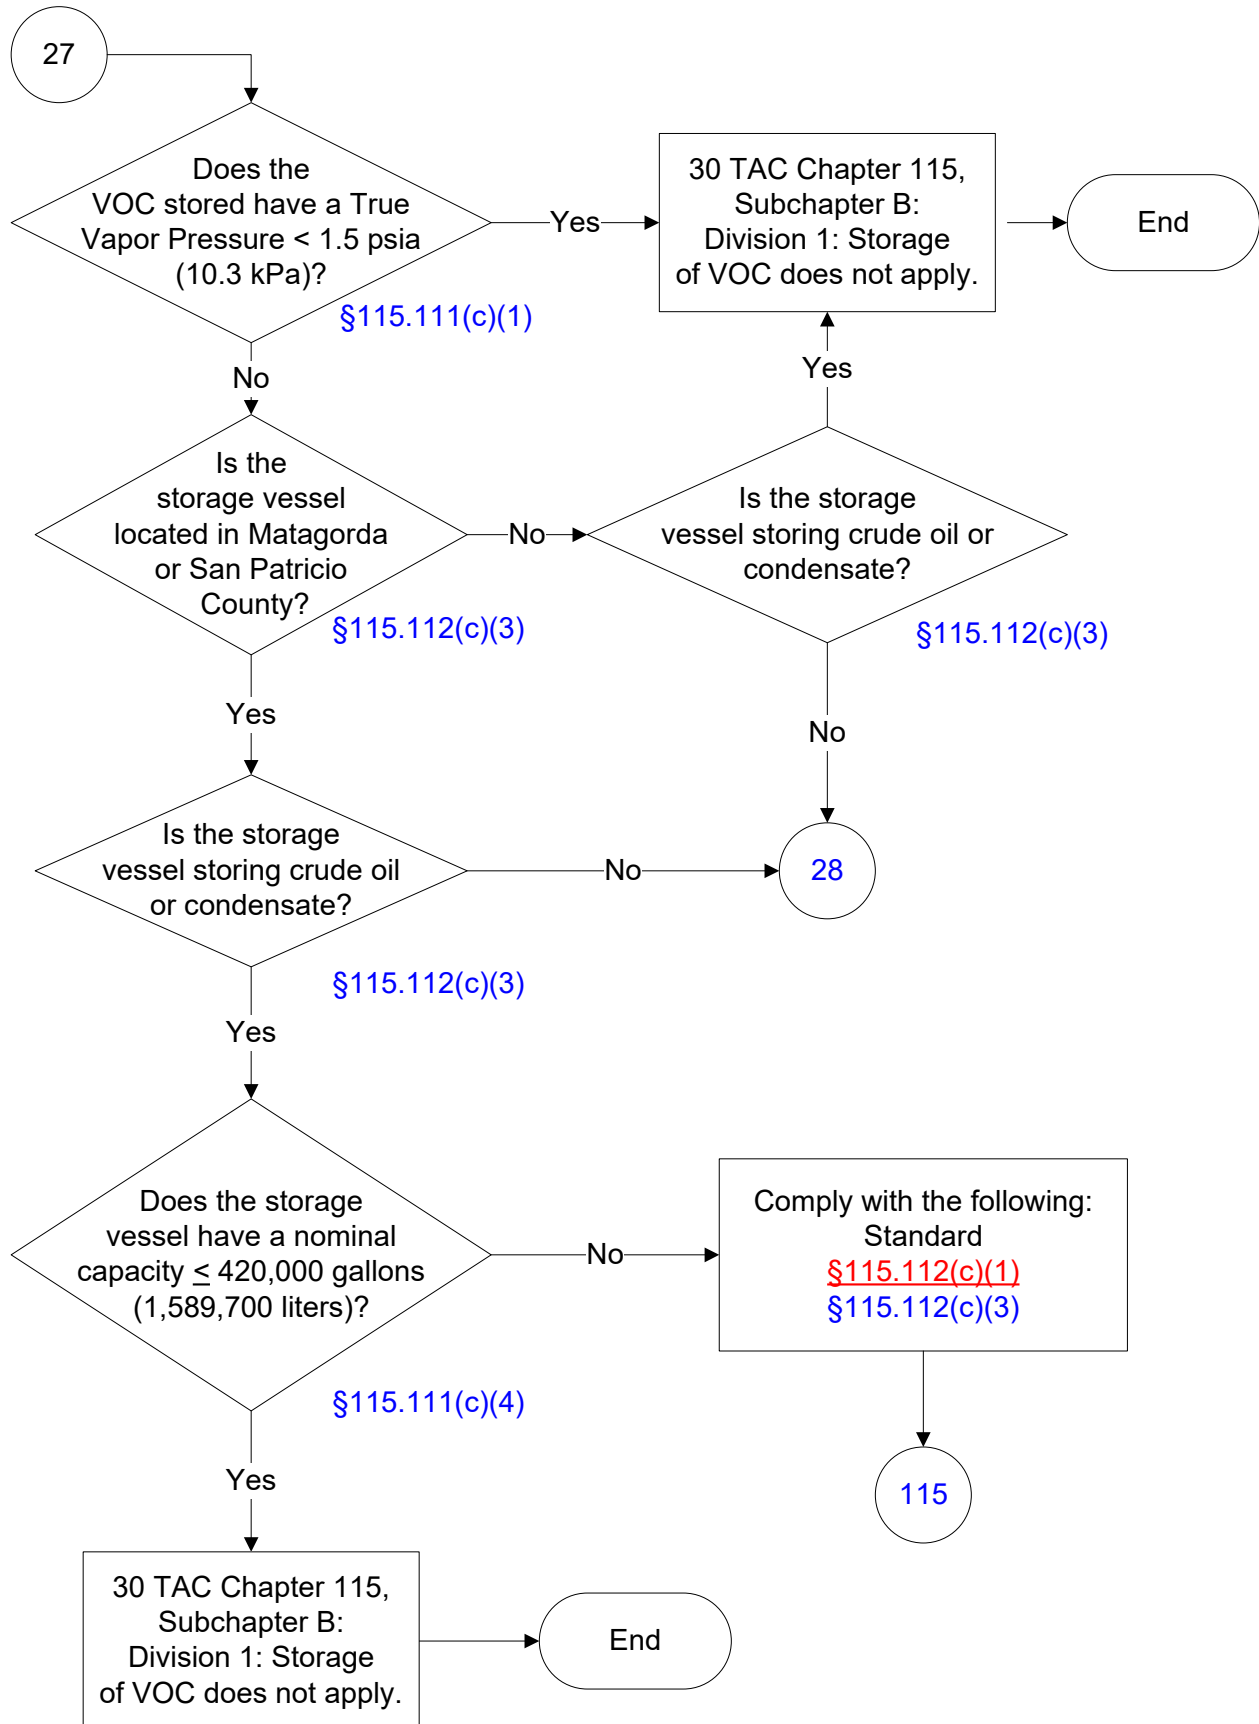 27
Does the
VOC stored have a True
Vapor Pressure < 1.5 psia
(10.3 kPa)?
§115.111(c)(1)
Yes
30 TAC Chapter 115,
Subchapter B:
Division 1: Storage
of VOC does not apply.
End
No
Yes
Is the
storage vessel
located in Matagorda
or San Patricio
County?
§115.112(c)(3)
No
Is the storage
vessel storing crude oil or
condensate?
§115.112(c)(3)
Yes
No
Is the storage
vessel storing crude oil
or condensate?
§115.112(c)(3)
No
28
Yes
Does the storage
vessel have a nominal
capacity ≤ 420,000 gallons
(1,589,700 liters)?
§115.111(c)(4)
No
Comply with the following:
Standard
§115.112(c)(1)
§115.112(c)(3)
115
Yes
30 TAC Chapter 115,
Subchapter B:
Division 1: Storage
of VOC does not apply.
End